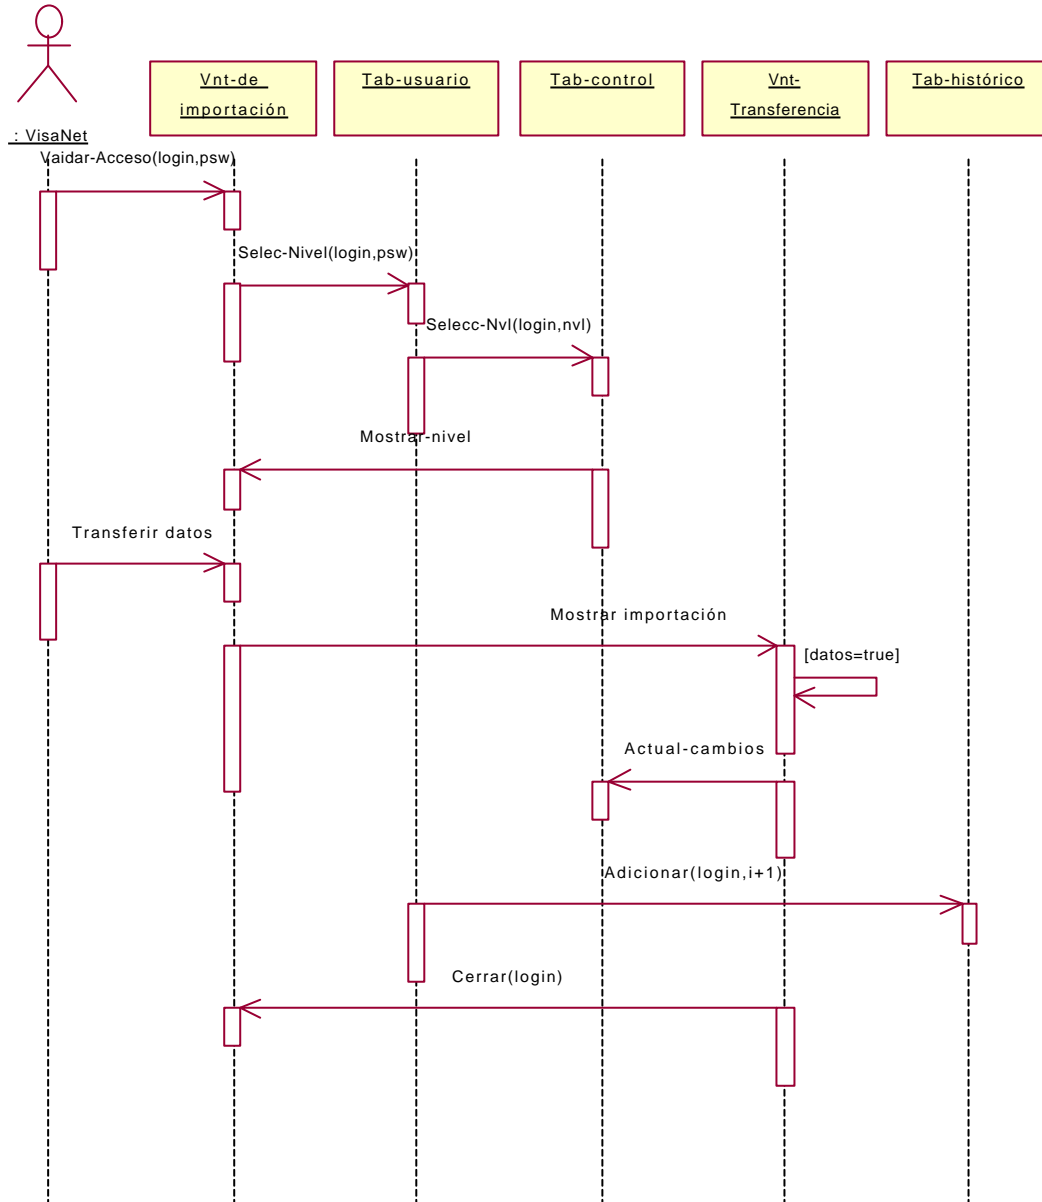 Vnt-de
importación
Tab-usuario
Tab-control
Vnt-
Transferencia
Tab-histórico
: VisaNet
Vaidar-Acceso(login,psw)
Selec-Nivel(login,psw)
Selecc-Nvl(login,nvl)
Mostrar-nivel
Transferir datos
Mostrar importación
[datos=true]
Actual-cambios
Adicionar(login,i+1)
Cerrar(login)